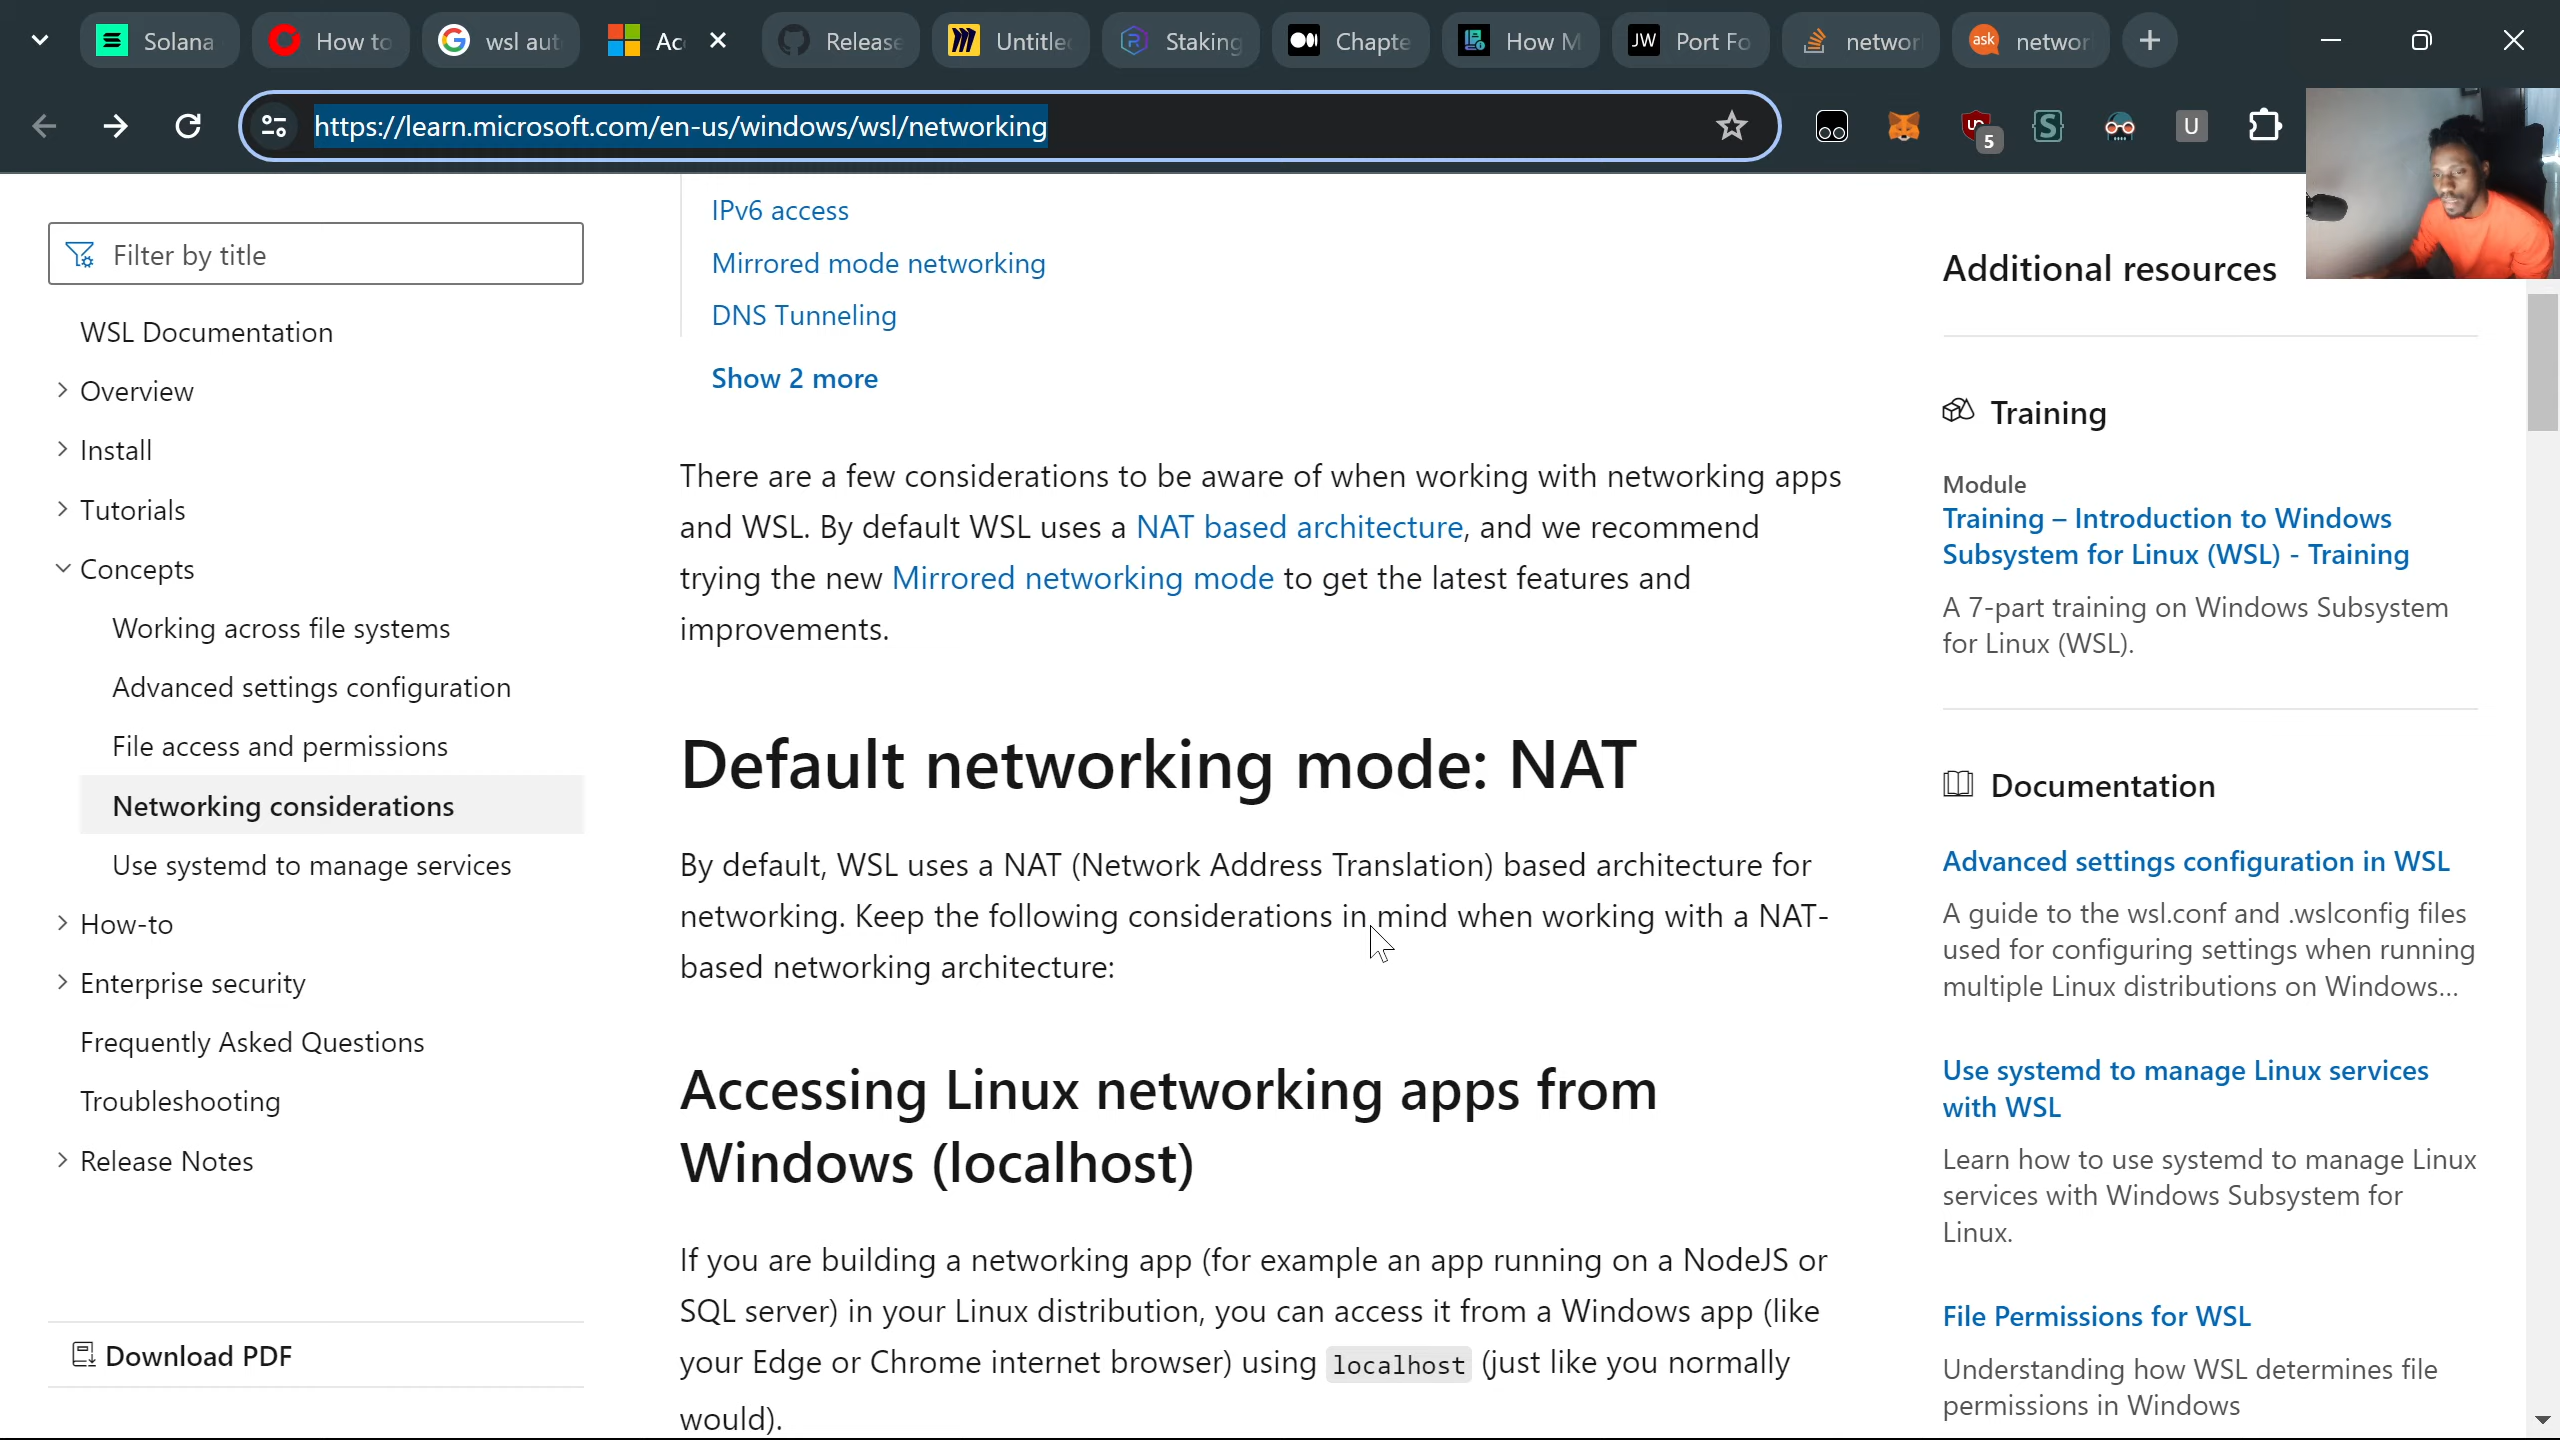 Solana
How to
wsl aut
Ac
Release
Untitle
Staking
Chapte
How M
JW
Port Fo
networ
ask
networ
https://learn.microsoft.com/en-us/windows/wsl/networking
5
U
Filter by title
WSL Documentation
Overview
Install
Tutorials
Concepts
Working across file systems
Advanced settings configuration
File access and permissions
Networking considerations
Use systemd to manage services
How-to
Enterprise security
Frequently Asked Questions
Troubleshooting
Release Notes
Download PDF
IPv6 access
Mirrored mode networking
DNS Tunneling
Show 2 more
There are a few considerations to be aware of when working with networking apps
and WSL. By default WSL uses a NAT based architecture, and we recommend
trying the new Mirrored networking mode to get the latest features and
improvements.
Default networking mode: NAT
By default, WSL uses a NAT (Network Address Translation) based architecture for
networking. Keep the following considerations in mind when working with a NAT-
based networking architecture:
Accessing Linux networking apps from
Windows (localhost)
If you are building a networking app (for example an app running on a NodeJS or
SQL server) in your Linux distribution, you can access it from a Windows app (like
your Edge or Chrome internet browser) using localhost (just like you normally
would).
Additional resources
Training
Module
Training – Introduction to Windows
Subsystem for Linux (WSL) - Training
A 7-part training on Windows Subsystem
for Linux (WSL).
Documentation
Advanced settings configuration in WSL
A guide to the wsl.conf and .wslconfig files
used for configuring settings when running
multiple Linux distributions on Windows...
Use systemd to manage Linux services
with WSL
Learn how to use systemd to manage Linux
services with Windows Subsystem for
Linux.
File Permissions for WSL
Understanding how WSL determines file
permissions in Windows